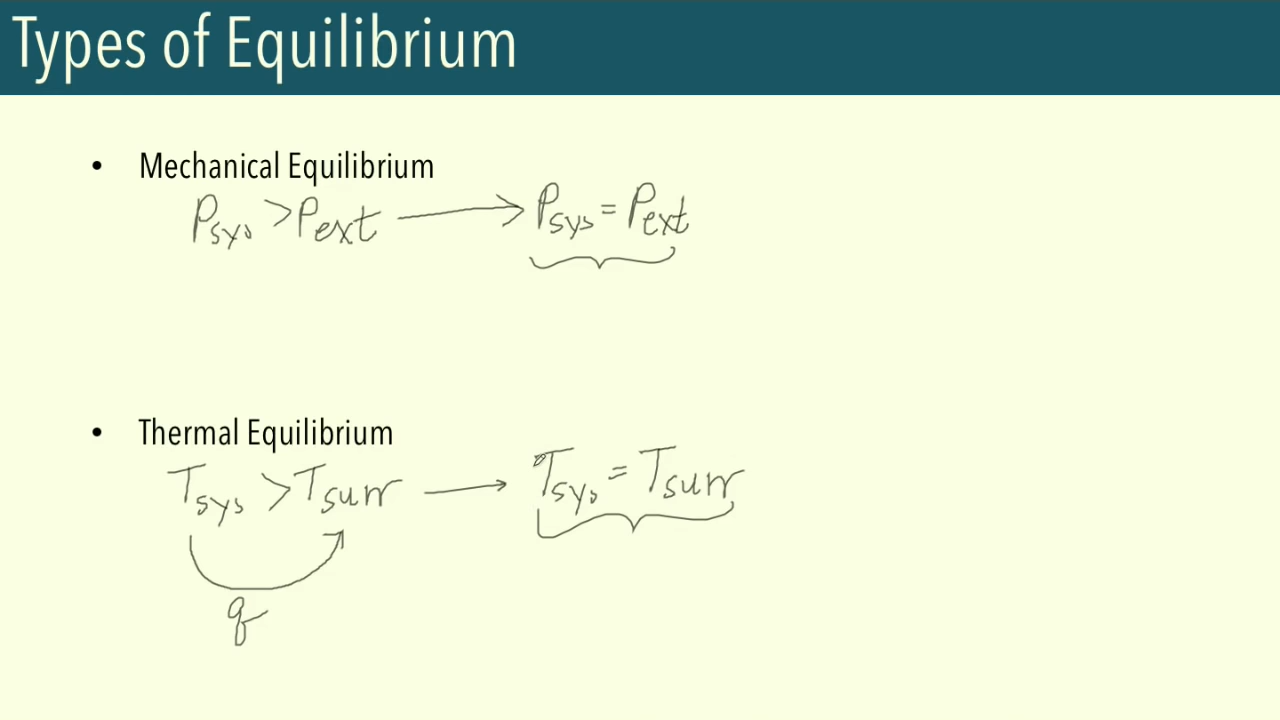 Types of Equilibrium
• Mechanical Equilibrium
Psys > Pext ⟶ Psys = Pext
• Thermal Equilibrium
Tsys > Tsurr ⟶ Tsys = Tsurr
q